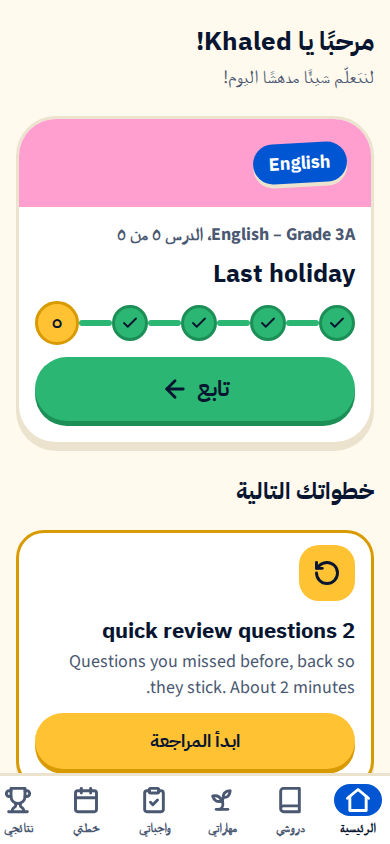 مرحبًا يا Khaled!
لنتعلّم شيئًا مدهشًا اليوم!
English
English – Grade 3A، الدرس ٥ من ٥
Last holiday
٥
تابع
خطواتك التالية
2 quick review questions
Questions you missed before, back so
they stick. About 2 minutes.
ابدأ المراجعة
الرئيسية
دروسي
مهاراتي
واجباتي
خطتي
نتائجي